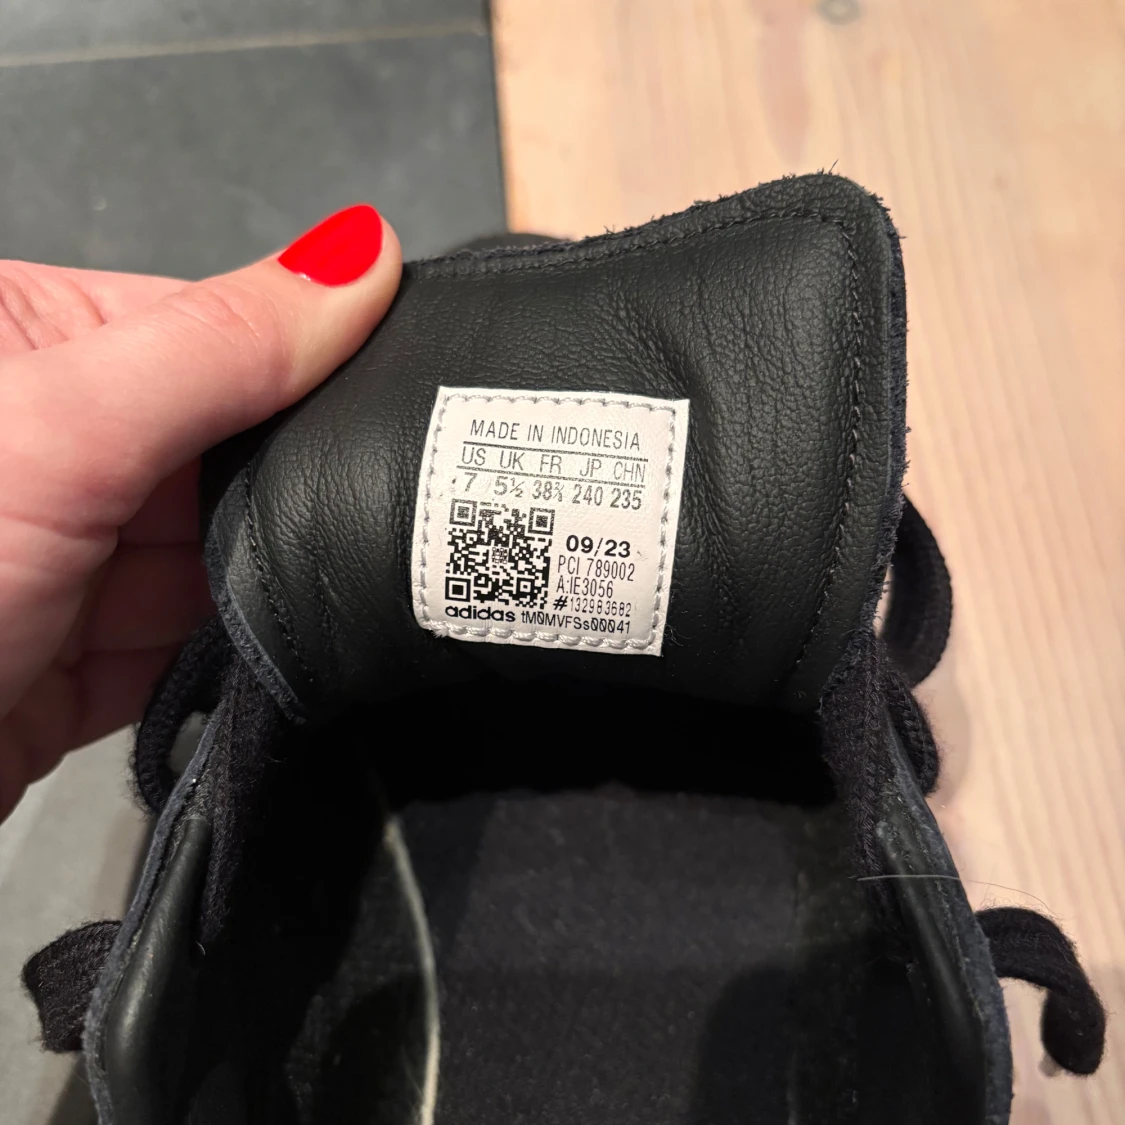 MADE IN INDONESIA
US UK FR JP CHN
7 5½ 38⅔ 240 235
09/23
PCI 789002
A:IE3056
#132983682
adidas tM0MVFSs00041